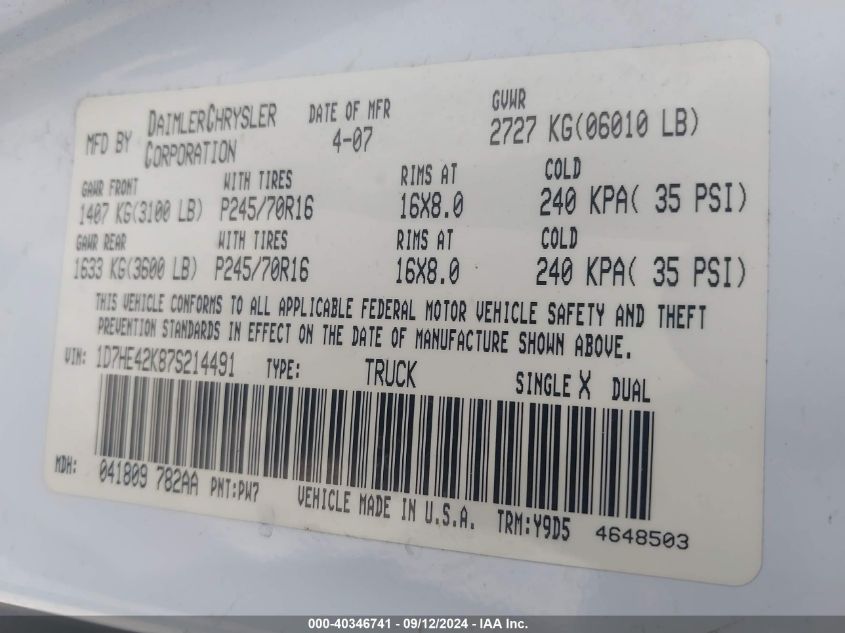 MFD BY DAIMLERCHRYSLER CORPORATION DATE OF MFR 4-07 GVWR 2727 KG(06010 LB)
GAWR FRONT WITH TIRES RIMS AT COLD
1407 KG(3100 LB) P245/70R16 16X8.0 240 KPA( 35 PSI)
GAWR REAR WITH TIRES RIMS AT COLD
1633 KG(3600 LB) P245/70R16 16X8.0 240 KPA( 35 PSI)
THIS VEHICLE CONFORMS TO ALL APPLICABLE FEDERAL MOTOR VEHICLE SAFETY AND THEFT
PREVENTION STANDARDS IN EFFECT ON THE DATE OF MANUFACTURE SHOWN ABOVE.
VIN: 1D7HE42K87S214491 TYPE: TRUCK SINGLE X DUAL
MDH: 041809 782AA PNT:PW7 VEHICLE MADE IN U.S.A. TRM:Y9D5 4648503
000-40346741 - 09/12/2024 - IAA Inc.